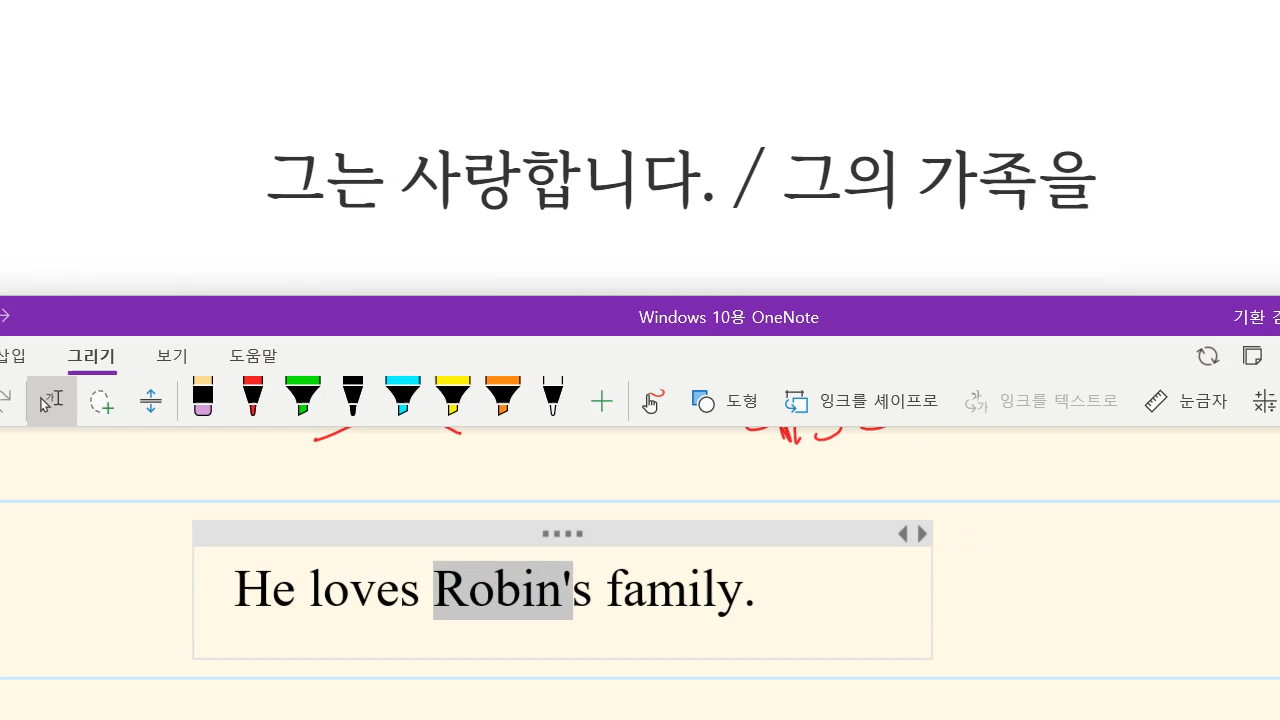 그는 사랑합니다. / 그의 가족을
Windows 10용 OneNote
기환
삽입 그리기 보기 도움말
도형 잉크를 셰이프로 잉크를 텍스트로 눈금자
He loves Robin's family.